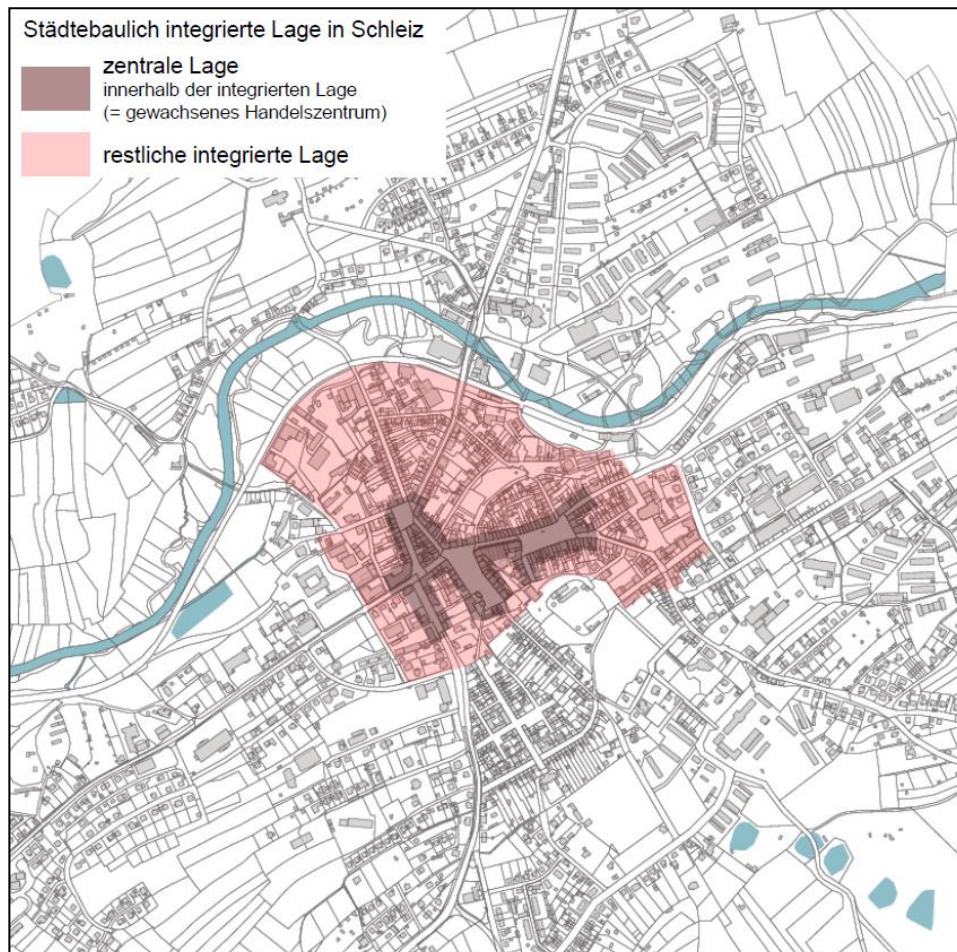 Städtebaulich integrierte Lage in Schleiz
zentrale Lage
innerhalb der integrierten Lage
(= gewachsenes Handelszentrum)
restliche integrierte Lage